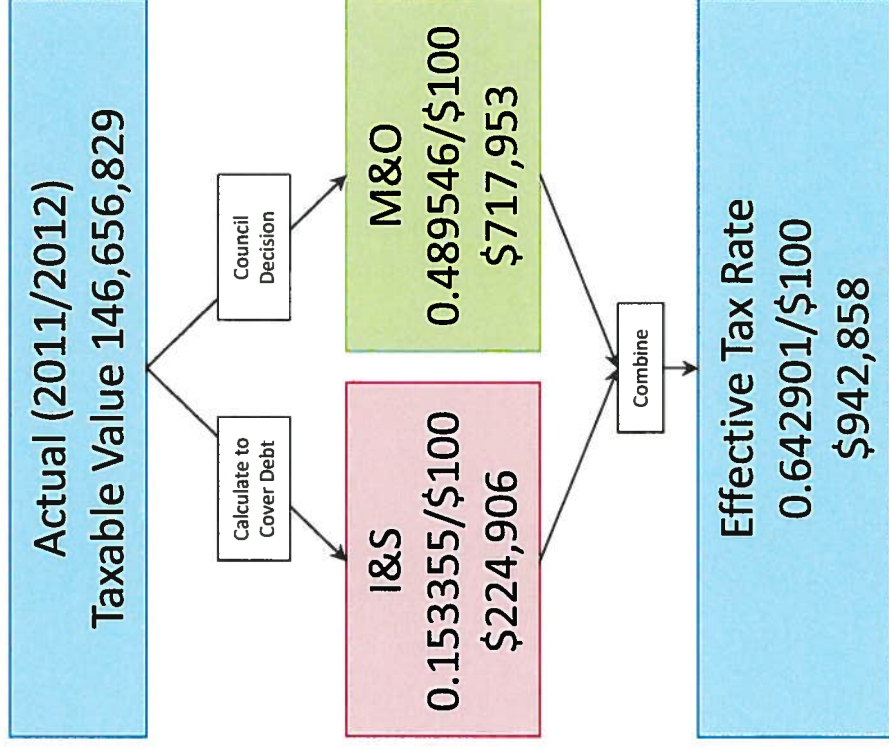 Actual (2011/2012)
Taxable Value 146,656,829
Calculate to
Cover Debt
Council
Decision
I&S
0.153355/$100
$224,906
M&O
0.489546/$100
$717,953
Combine
Effective Tax Rate
0.642901/$100
$942,858